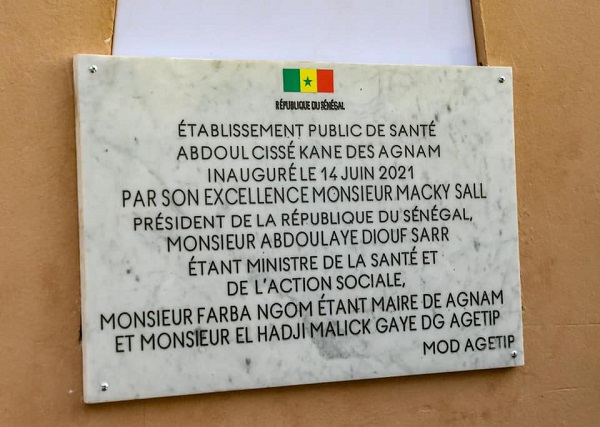 RÉPUBLIQUE DU SÉNÉGAL
ÉTABLISSEMENT PUBLIC DE SANTÉ
ABDOUL CISSÉ KANE DES AGNAM
INAUGURÉ LE 14 JUIN 2021
PAR SON EXCELLENCE MONSIEUR MACKY SALL
PRÉSIDENT DE LA RÉPUBLIQUE DU SÉNÉGAL,
MONSIEUR ABDOULAYE DIOUF SARR
ÉTANT MINISTRE DE LA SANTÉ ET
DE L'ACTION SOCIALE,
MONSIEUR FARBA NGOM ÉTANT MAIRE DE AGNAM
ET MONSIEUR EL HADJI MALICK GAYE DG AGETIP
MOD AGETIP